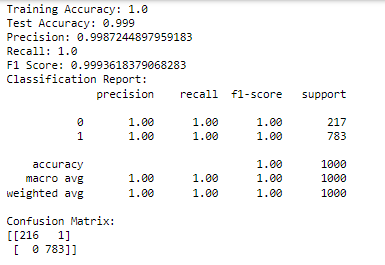 Training Accuracy: 1.0
Test Accuracy: 0.999
Precision: 0.9987244897959183
Recall: 1.0
F1 Score: 0.9993618379068283
Classification Report:
              precision    recall  f1-score   support

           0       1.00      1.00      1.00       217
           1       1.00      1.00      1.00       783

    accuracy                           1.00      1000
   macro avg       1.00      1.00      1.00      1000
weighted avg       1.00      1.00      1.00      1000

Confusion Matrix:
[[216   1]
 [  0 783]]